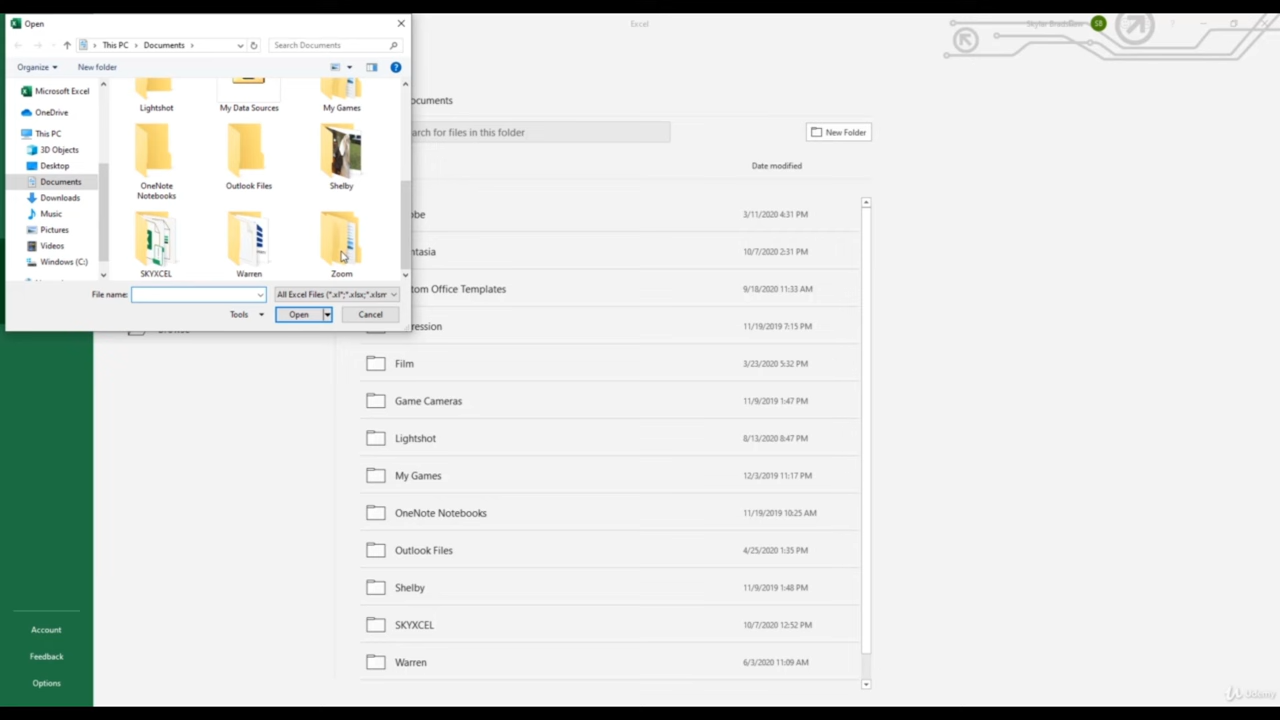 Open
Excel
SB
This PC
Documents
Search Documents
Organize
New folder
Microsoft Excel
OneDrive
This PC
3D Objects
Desktop
Documents
Downloads
Music
Pictures
Videos
Windows (C:)
Lightshot
My Data Sources
My Games
OneNote
Notebooks
Outlook Files
Shelby
SKYXCEL
Warren
Zoom
File name:
All Excel Files (*.xl*;*.xlsx;*.xlsm
Tools
Open
Cancel
ocuments
rch for files in this folder
New Folder
Date modified
be
3/11/2020 4:31 PM
ntasia
10/7/2020 2:31 PM
tom Office Templates
9/18/2020 11:33 AM
ression
11/19/2019 7:15 PM
Film
3/23/2020 5:32 PM
Game Cameras
11/9/2019 1:47 PM
Lightshot
8/13/2020 8:47 PM
My Games
12/3/2019 11:17 PM
OneNote Notebooks
11/19/2019 10:25 AM
Outlook Files
4/25/2020 1:35 PM
Shelby
11/9/2019 1:48 PM
SKYXCEL
10/7/2020 12:52 PM
Warren
6/3/2020 11:09 AM
Account
Feedback
Options
Udemy